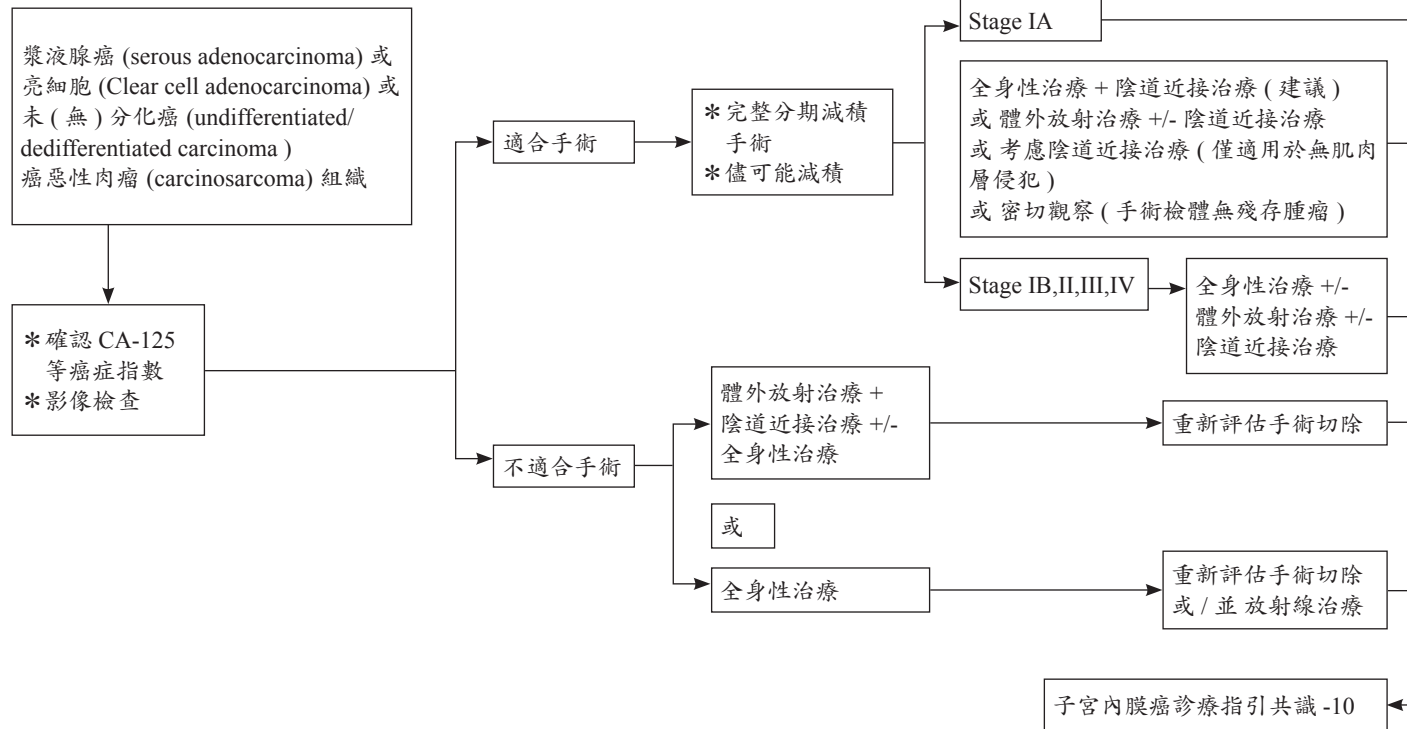 漿液腺癌 (serous adenocarcinoma) 或
亮細胞 (Clear cell adenocarcinoma) 或
未 ( 無 ) 分化癌 (undifferentiated/
dedifferentiated carcinoma )
癌惡性肉瘤 (carcinosarcoma) 組織
＊確認 CA-125
等癌症指數
＊影像檢查
適合手術
＊完整分期減積
手術
＊儘可能減積
Stage IA
全身性治療 + 陰道近接治療 ( 建議 )
或 體外放射治療 +/- 陰道近接治療
或 考慮陰道近接治療 ( 僅適用於無肌肉
層侵犯 )
或 密切觀察 ( 手術檢體無殘存腫瘤 )
Stage IB,II,III,IV
全身性治療 +/-
體外放射治療 +/-
陰道近接治療
不適合手術
體外放射治療 +
陰道近接治療 +/-
全身性治療
重新評估手術切除
或
全身性治療
重新評估手術切除
或 / 並 放射線治療
子宮內膜癌診療指引共識 -10